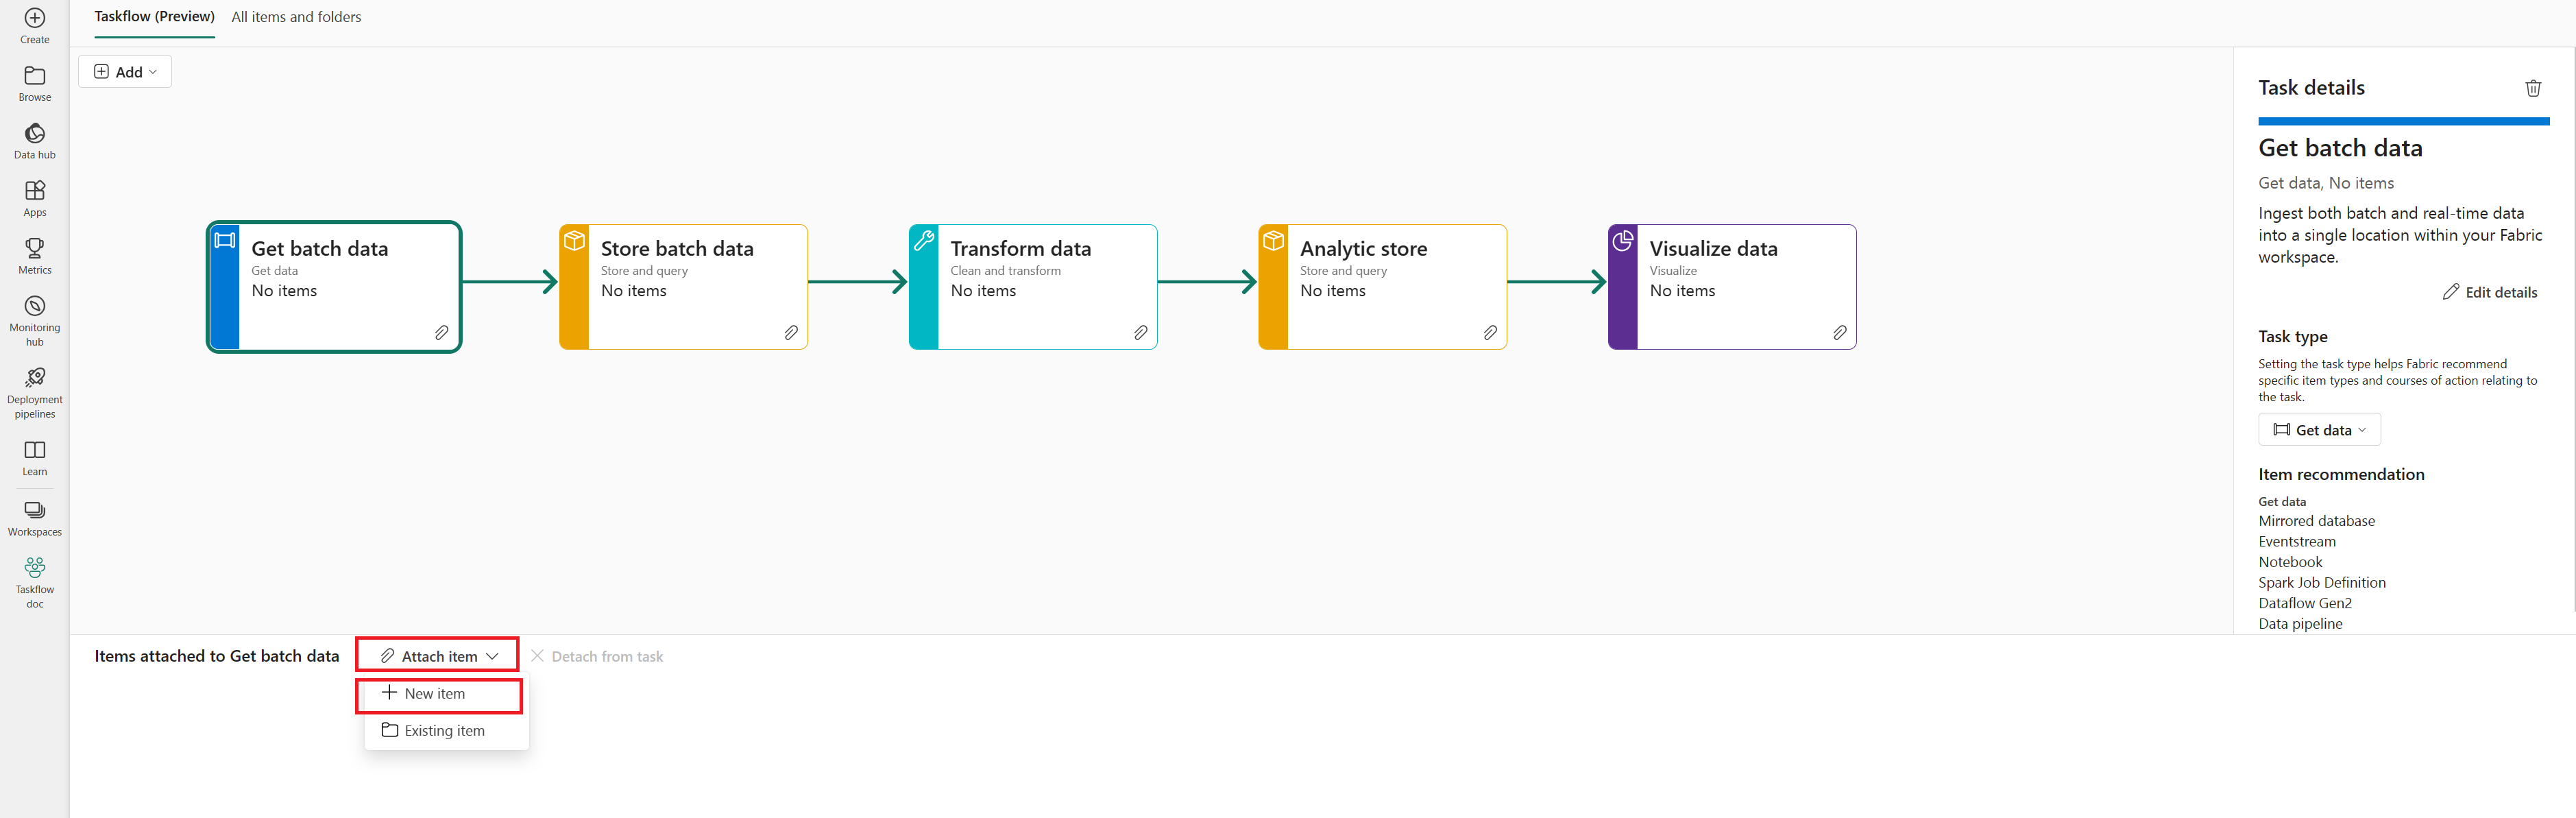 Create
Browse
Data hub
Apps
Metrics
Monitoring
hub
Deployment
pipelines
Learn
Workspaces
Taskflow
doc
Taskflow (Preview)
All items and folders
Add
Get batch data
Get data
No items
Store batch data
Store and query
No items
Transform data
Clean and transform
No items
Analytic store
Store and query
No items
Visualize data
Visualize
No items
Task details
Get batch data
Get data, No items
Ingest both batch and real-time data
into a single location within your Fabric
workspace.
Edit details
Task type
Setting the task type helps Fabric recommend
specific item types and courses of action relating to
the task.
Get data
Item recommendation
Get data
Mirrored database
Eventstream
Notebook
Spark Job Definition
Dataflow Gen2
Data pipeline
Items attached to Get batch data
Attach item
Detach from task
New item
Existing item